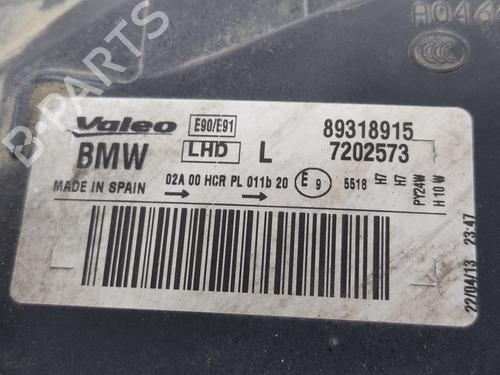 Valeo E90/E91 89318915
BMW LHD L 7202573
MADE IN SPAIN 02A 00 HCR PL 011b 20 E 9 5518
H7
H7
PY24W
H 10 W
22/04/13 23:47
B-PARTS